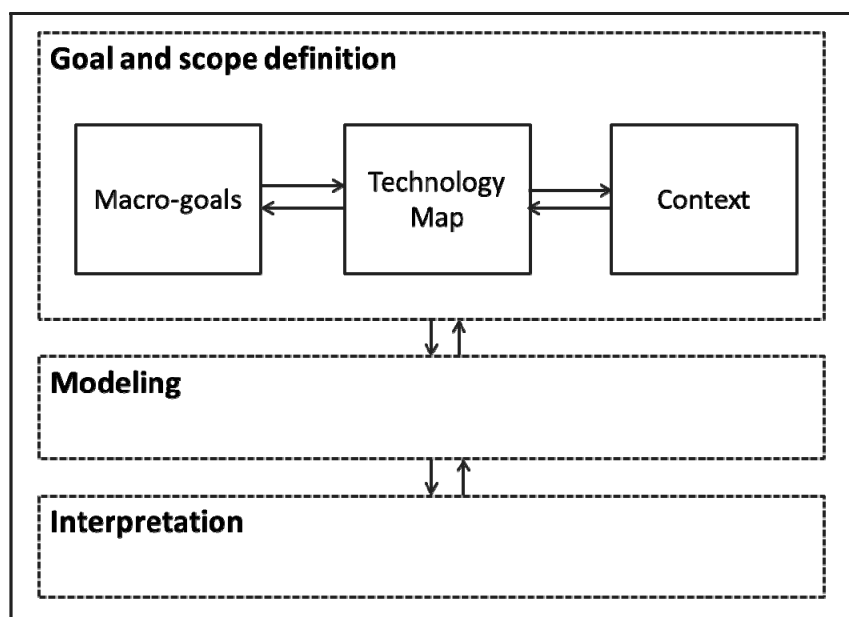 Goal and scope definition
Macro-goals
Technology
Map
Context
Modeling
Interpretation